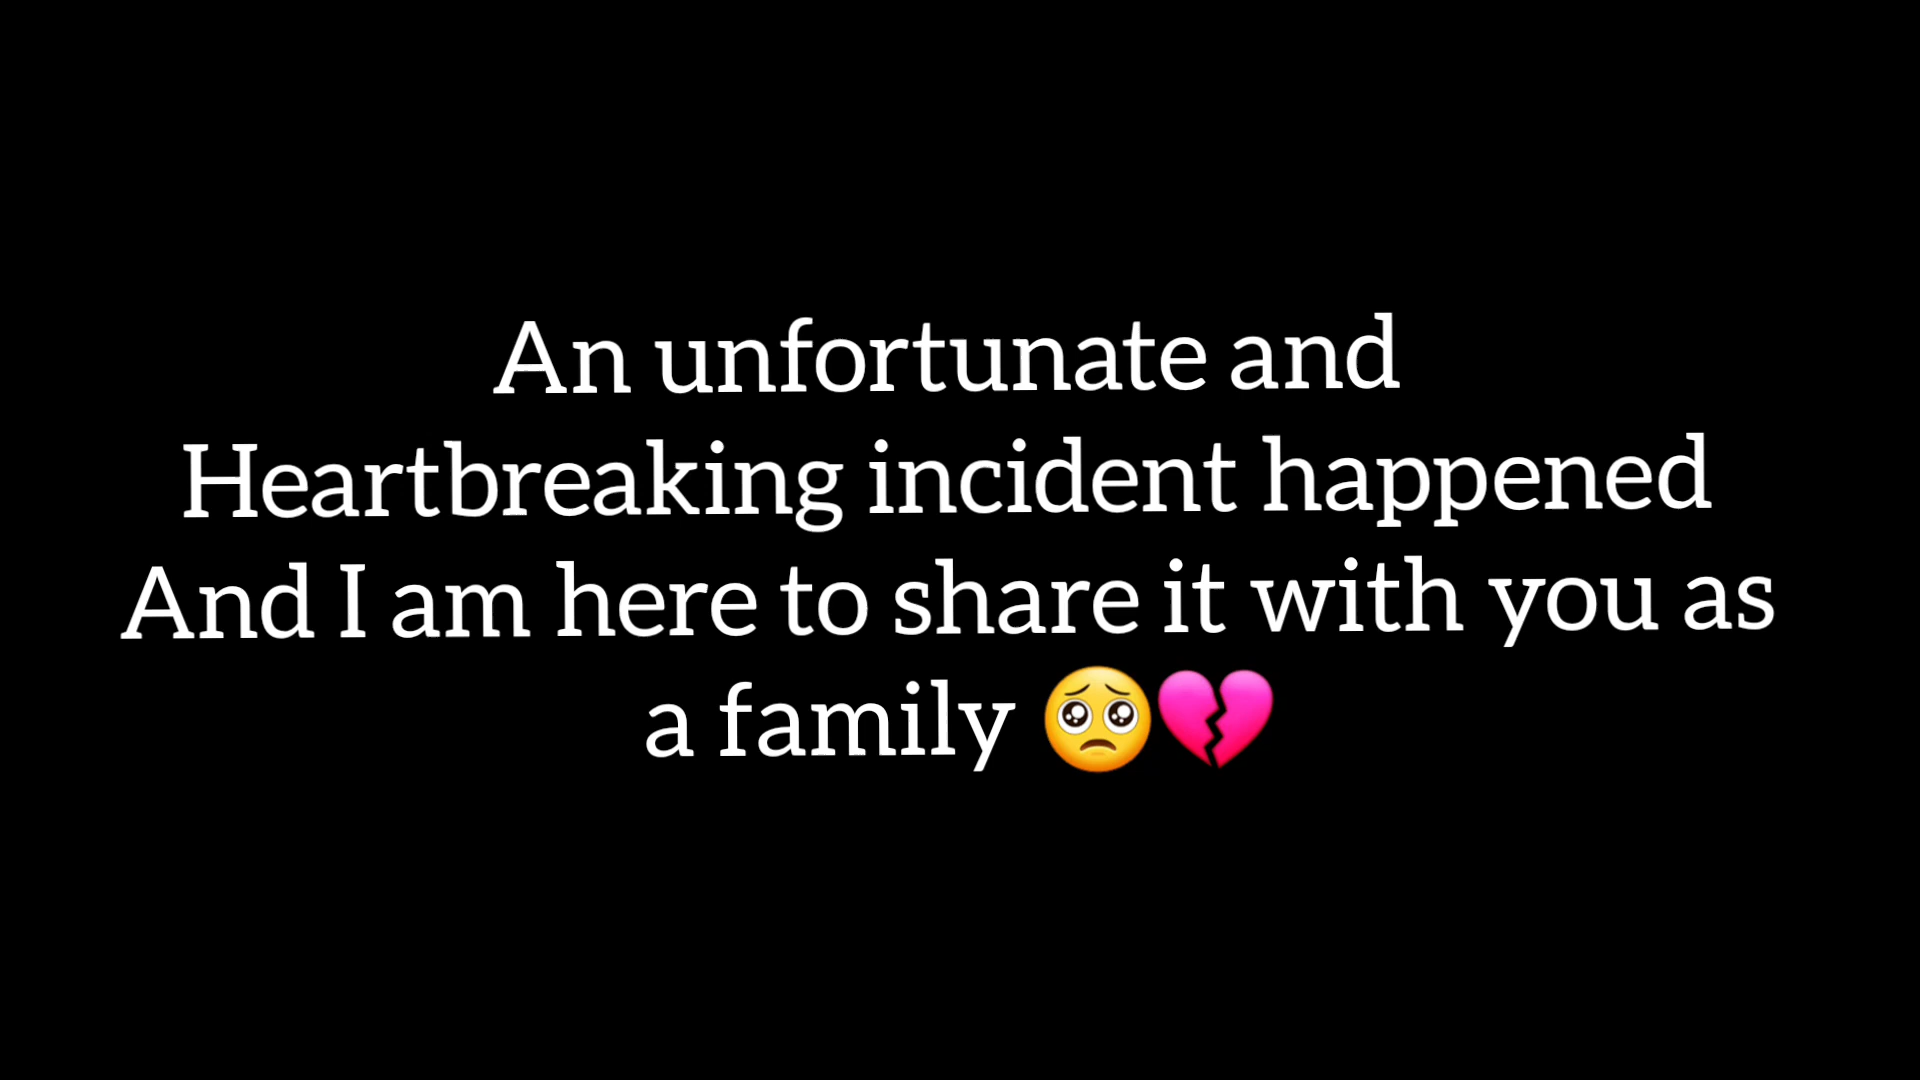 An unfortunate and
Heartbreaking incident happened
And I am here to share it with you as
a family 🥺💔